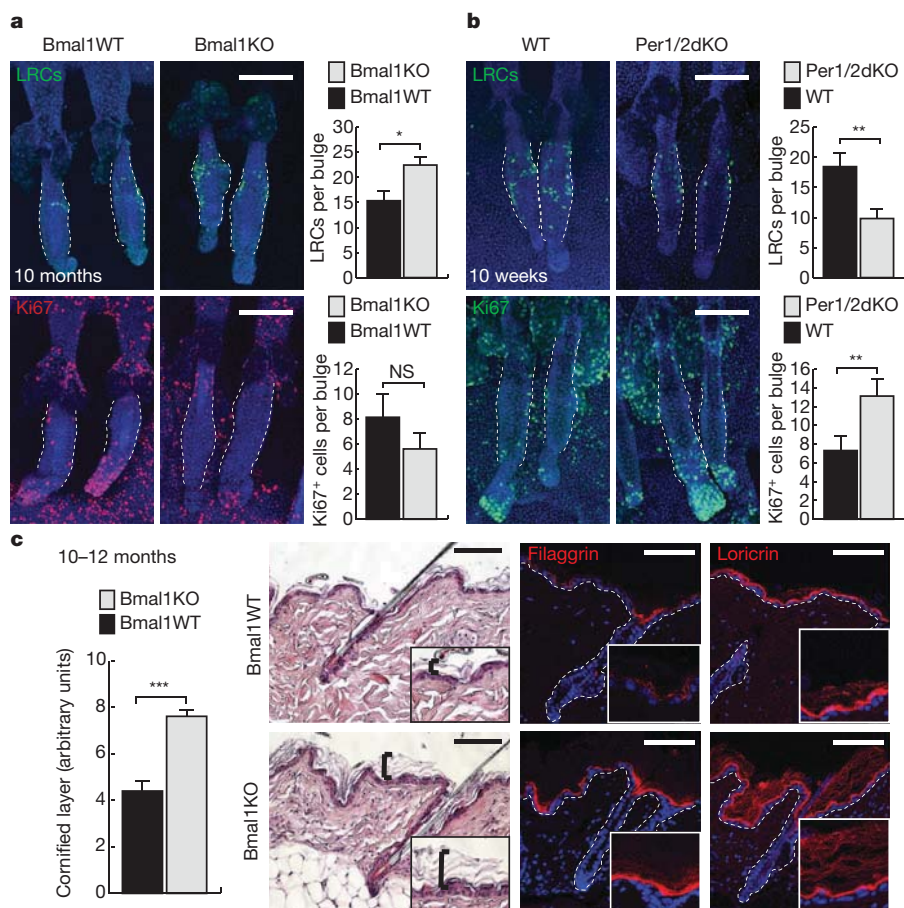 a
Bmal1WT
Bmal1KO
LRCs
10 months
Bmal1KO
Bmal1WT
*
30
25
20
15
10
5
0
LRCs per bulge
Ki67
Bmal1KO
Bmal1WT
NS
10
8
6
4
2
0
Ki67+ cells per bulge
b
WT
Per1/2dKO
LRCs
10 weeks
Per1/2dKO
WT
**
25
20
15
10
5
0
LRCs per bulge
Ki67
Per1/2dKO
WT
**
16
14
12
10
8
6
4
2
0
Ki67+ cells per bulge
c
10–12 months
Bmal1KO
Bmal1WT
***
10
8
6
4
2
0
Cornified layer (arbitrary units)
Bmal1WT
Filaggrin
Loricrin
Bmal1KO